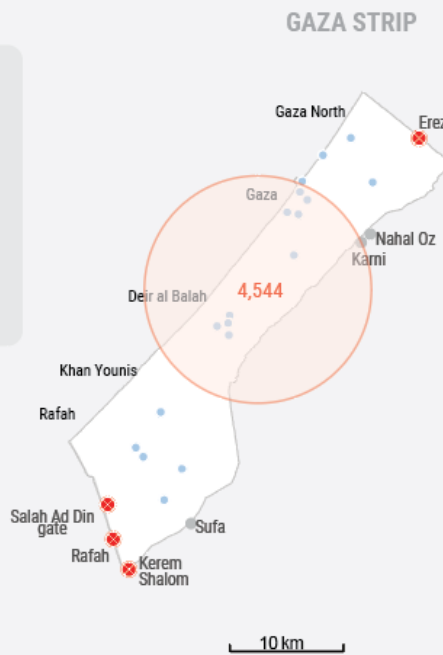 GAZA STRIP
Gaza North
Erez
Gaza
Nahal Oz
Karni
4,544
Deir al Balah
Khan Younis
Rafah
Salah Ad Din
gate
Sufa
Rafah
Kerem
Shalom
10 km